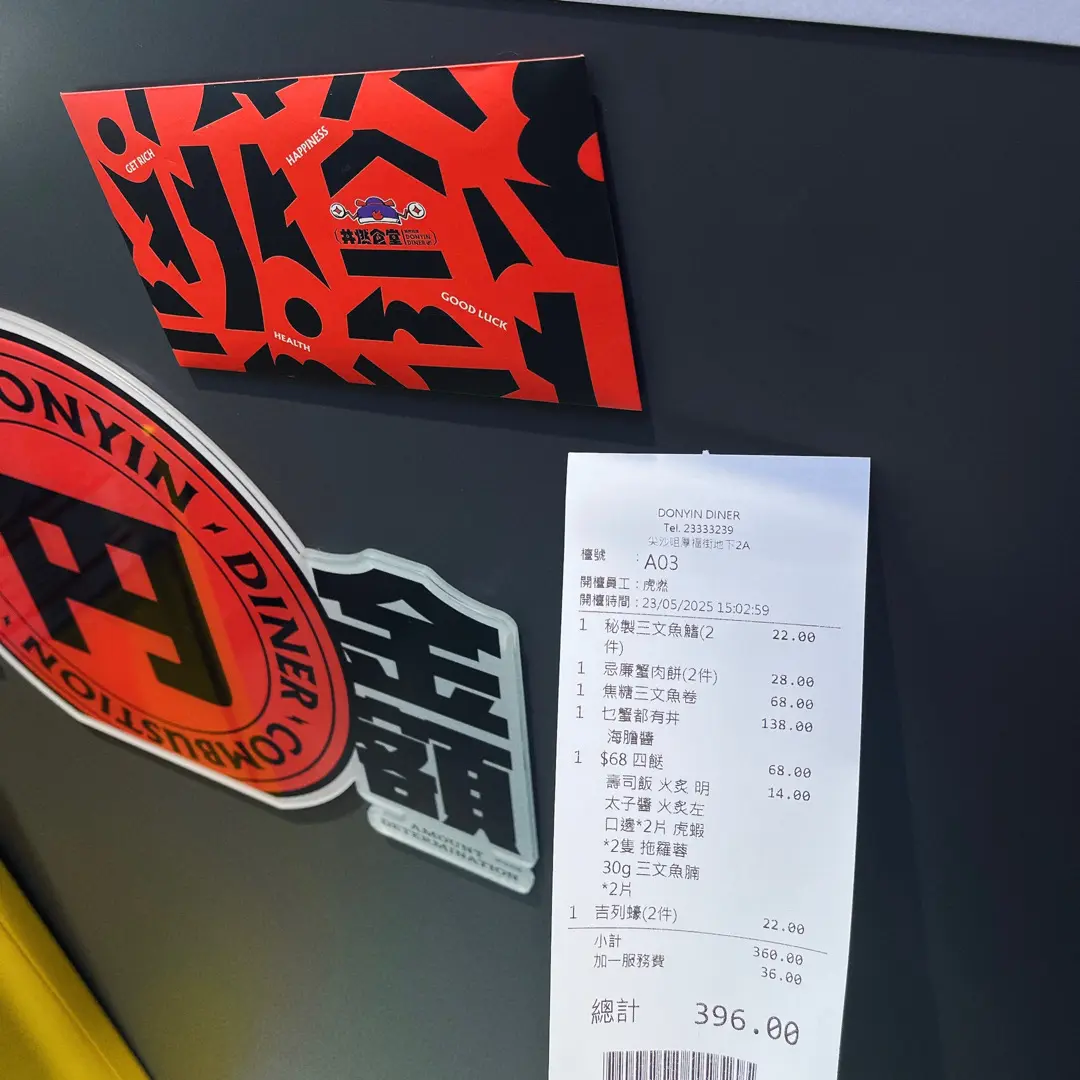 GET RICH
HAPPINESS
井燃食堂
DONYIN
DINER
GOOD LUCK
HEALTH
DONYIN DINER COMBUSTION
金額
AMOUNT
DETERMINATION
DONYIN DINER
Tel. 23333239
尖沙咀厚福街地下2A
檯號 : A03
開檯員工 : 虎燃
開檯時間 : 23/05/2025 15:02:59
1 秘製三文魚鰭(2 22.00
件)
1 忌廉蟹肉餅(2件) 28.00
1 焦糖三文魚卷 68.00
1 乜蟹都有丼 138.00
海膽醬
1 $68 四餸 68.00
壽司飯 火炙 明 14.00
太子醬 火炙左
口邊*2片 虎蝦
*2隻 拖羅蓉
30g 三文魚腩
*2片
1 吉列蠔(2件) 22.00
小計 360.00
加一服務費 36.00
總計 396.00